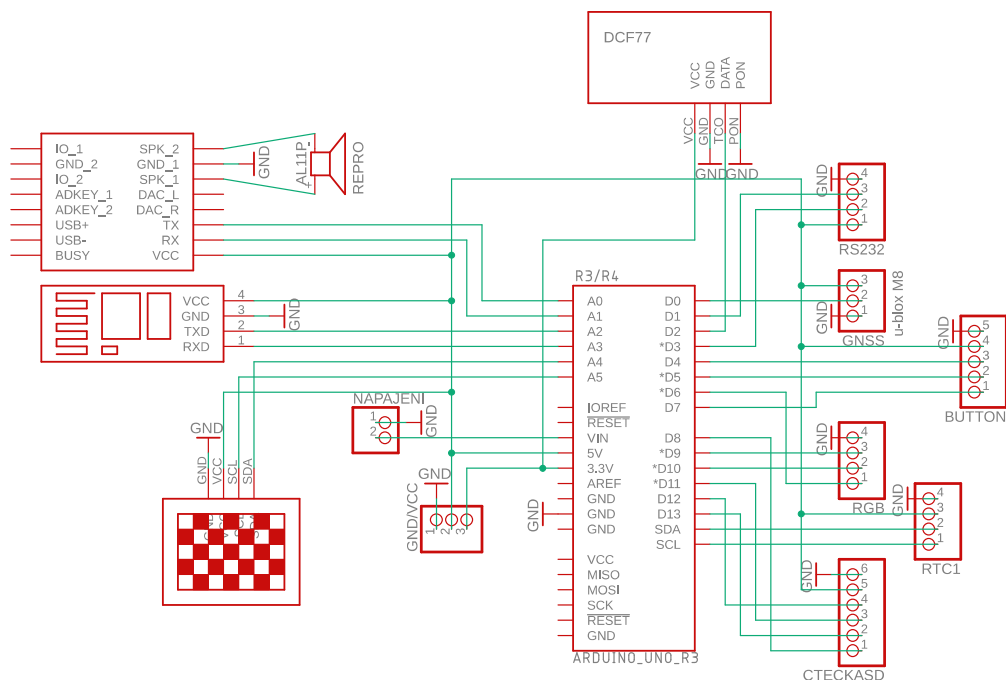 DCF77
VCC
GND
DATA
PON
VCC
GND
TCO
PON
GND
GND
IO_1
GND_2
IO_2
ADKEY_1
ADKEY_2
USB+
USB-
BUSY
SPK_2
GND_1
SPK_1
DAC_L
DAC_R
TX
RX
VCC
GND
AL11P
-
+
REPRO
GND
4
3
2
1
RS232
VCC
GND
TXD
RXD
4
3
2
1
GND
R3/R4
A0
A1
A2
A3
A4
A5
IOREF
RESET
VIN
5V
3.3V
AREF
GND
GND
GND
VCC
MISO
MOSI
SCK
RESET
GND
D0
D1
D2
*D3
D4
*D5
*D6
D7
D8
*D9
*D10
*D11
D12
D13
SDA
SCL
ARDUINO_UNO_R3
GND
GND
3
2
1
GNSS
u-blox M8
GND
5
4
3
2
1
BUTTON
NAPAJENI
1
2
GND
GND
GND
VCC
SCL
SDA
GND
GND/VCC
1
2
3
GND
4
3
2
1
RGB
GND
4
3
2
1
RTC1
GND
6
5
4
3
2
1
CTECKASD